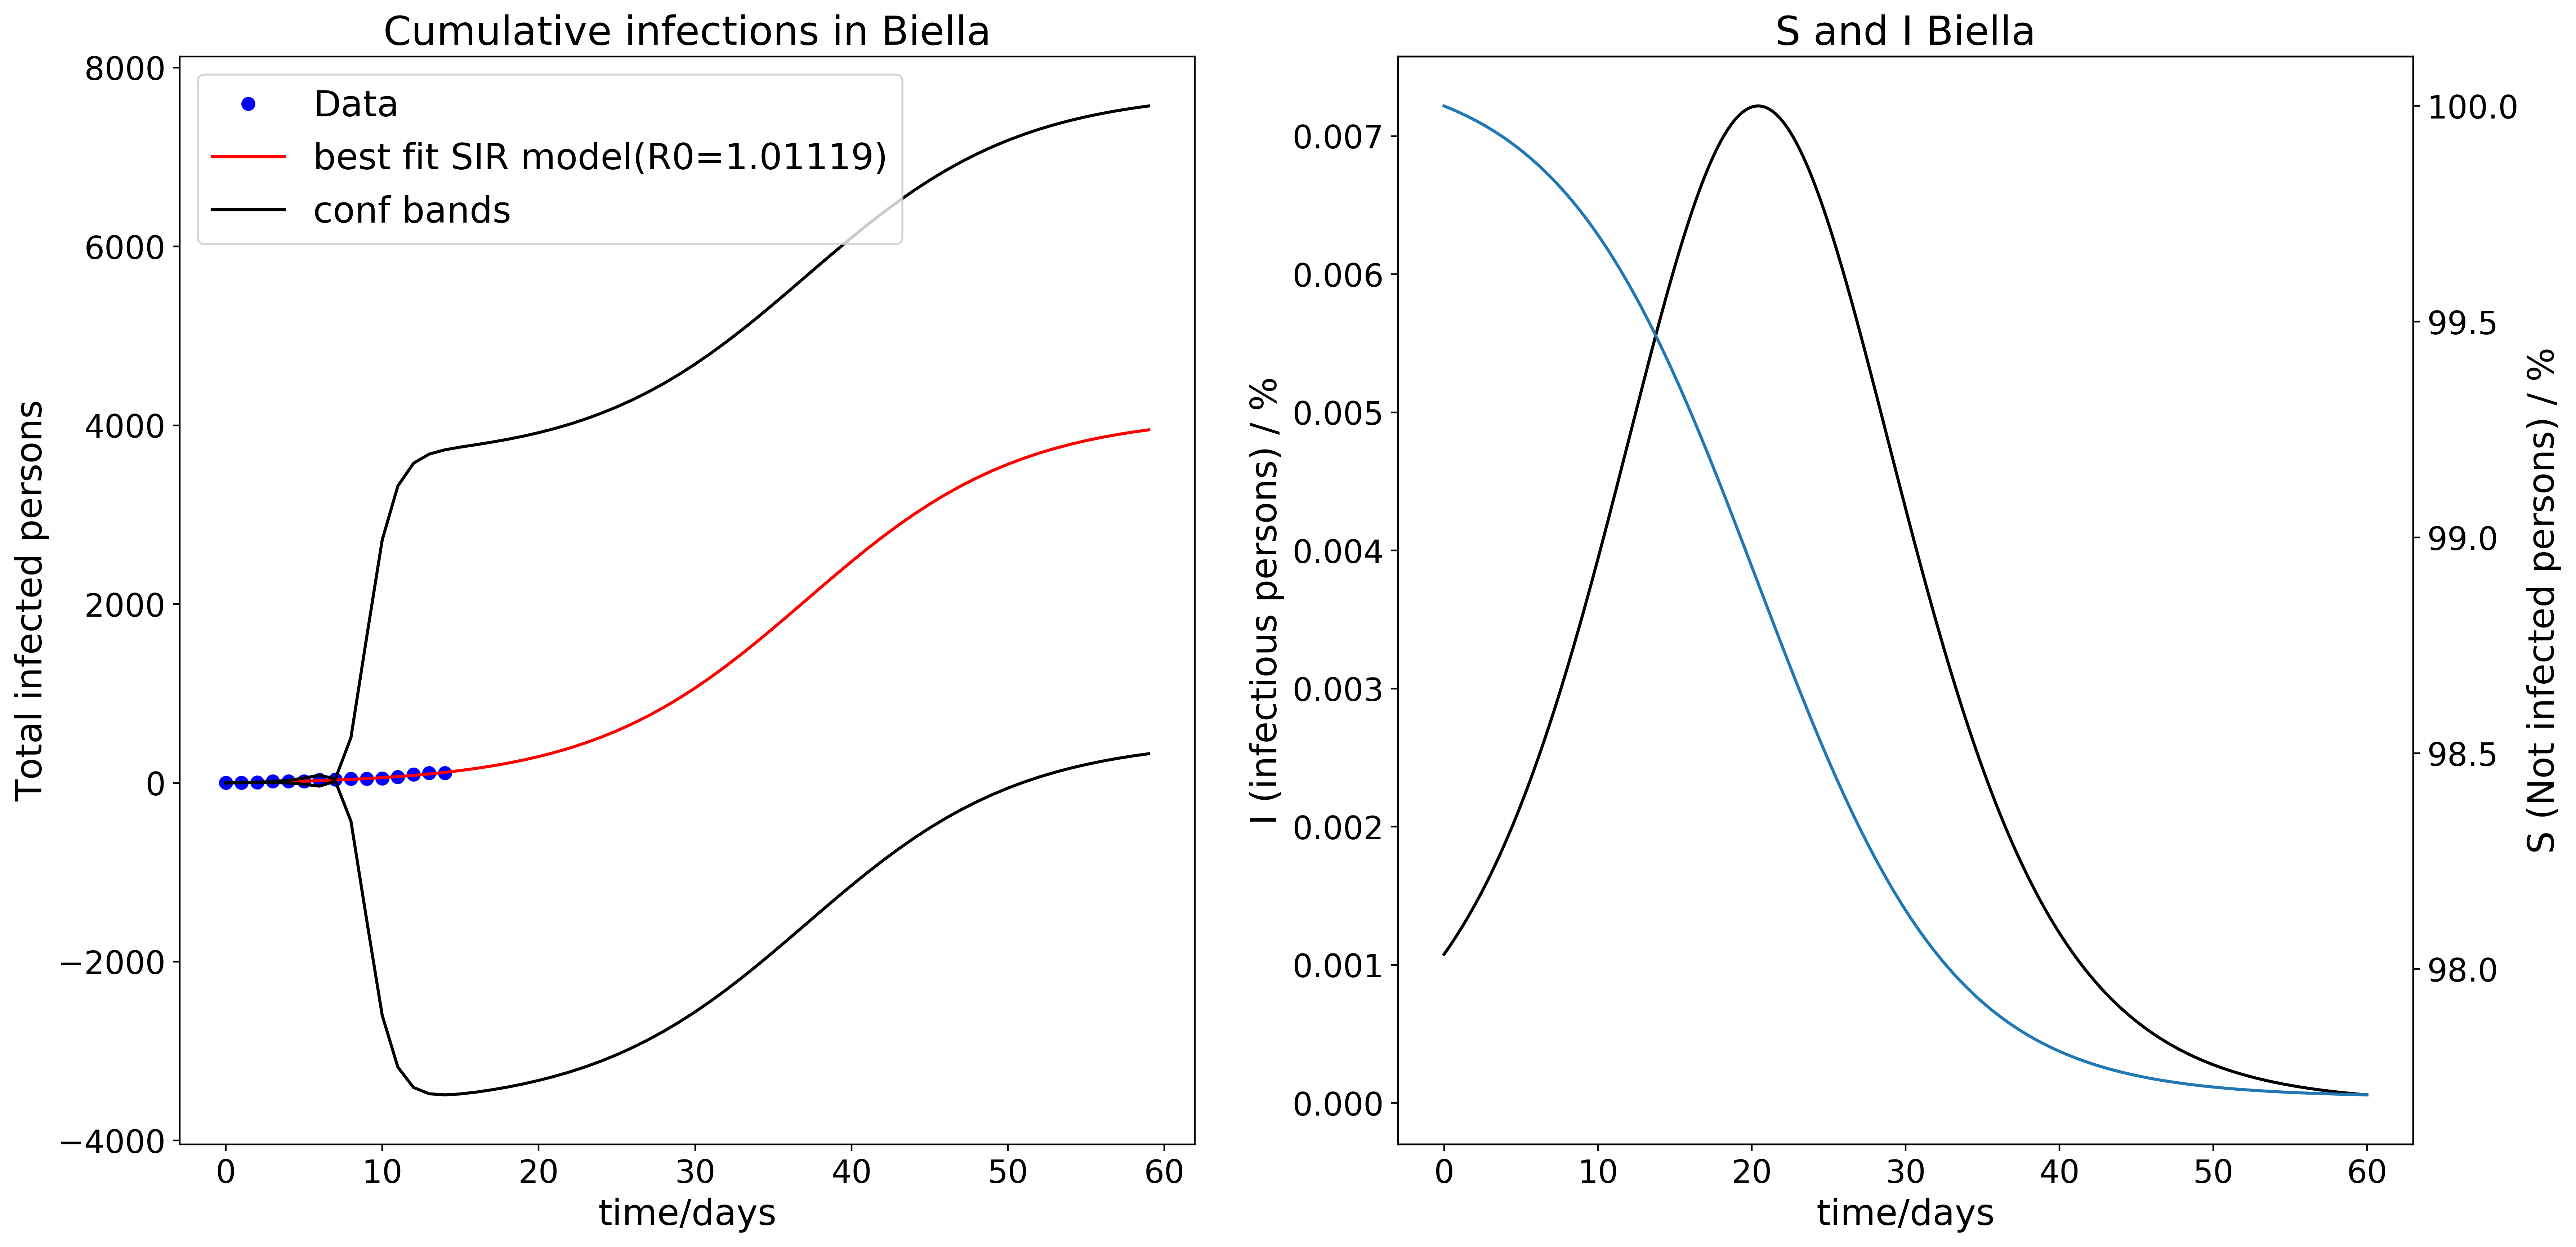 Cumulative infections in Biella
Data
best fit SIR model(R0=1.01119)
conf bands
8000
6000
4000
2000
0
−2000
−4000
Total infected persons
0 10 20 30 40 50 60
time/days
S and I Biella
0.007
0.006
0.005
0.004
0.003
0.002
0.001
0.000
I (infectious persons) / %
100.0
99.5
99.0
98.5
98.0
S (Not infected persons) / %
0 10 20 30 40 50 60
time/days